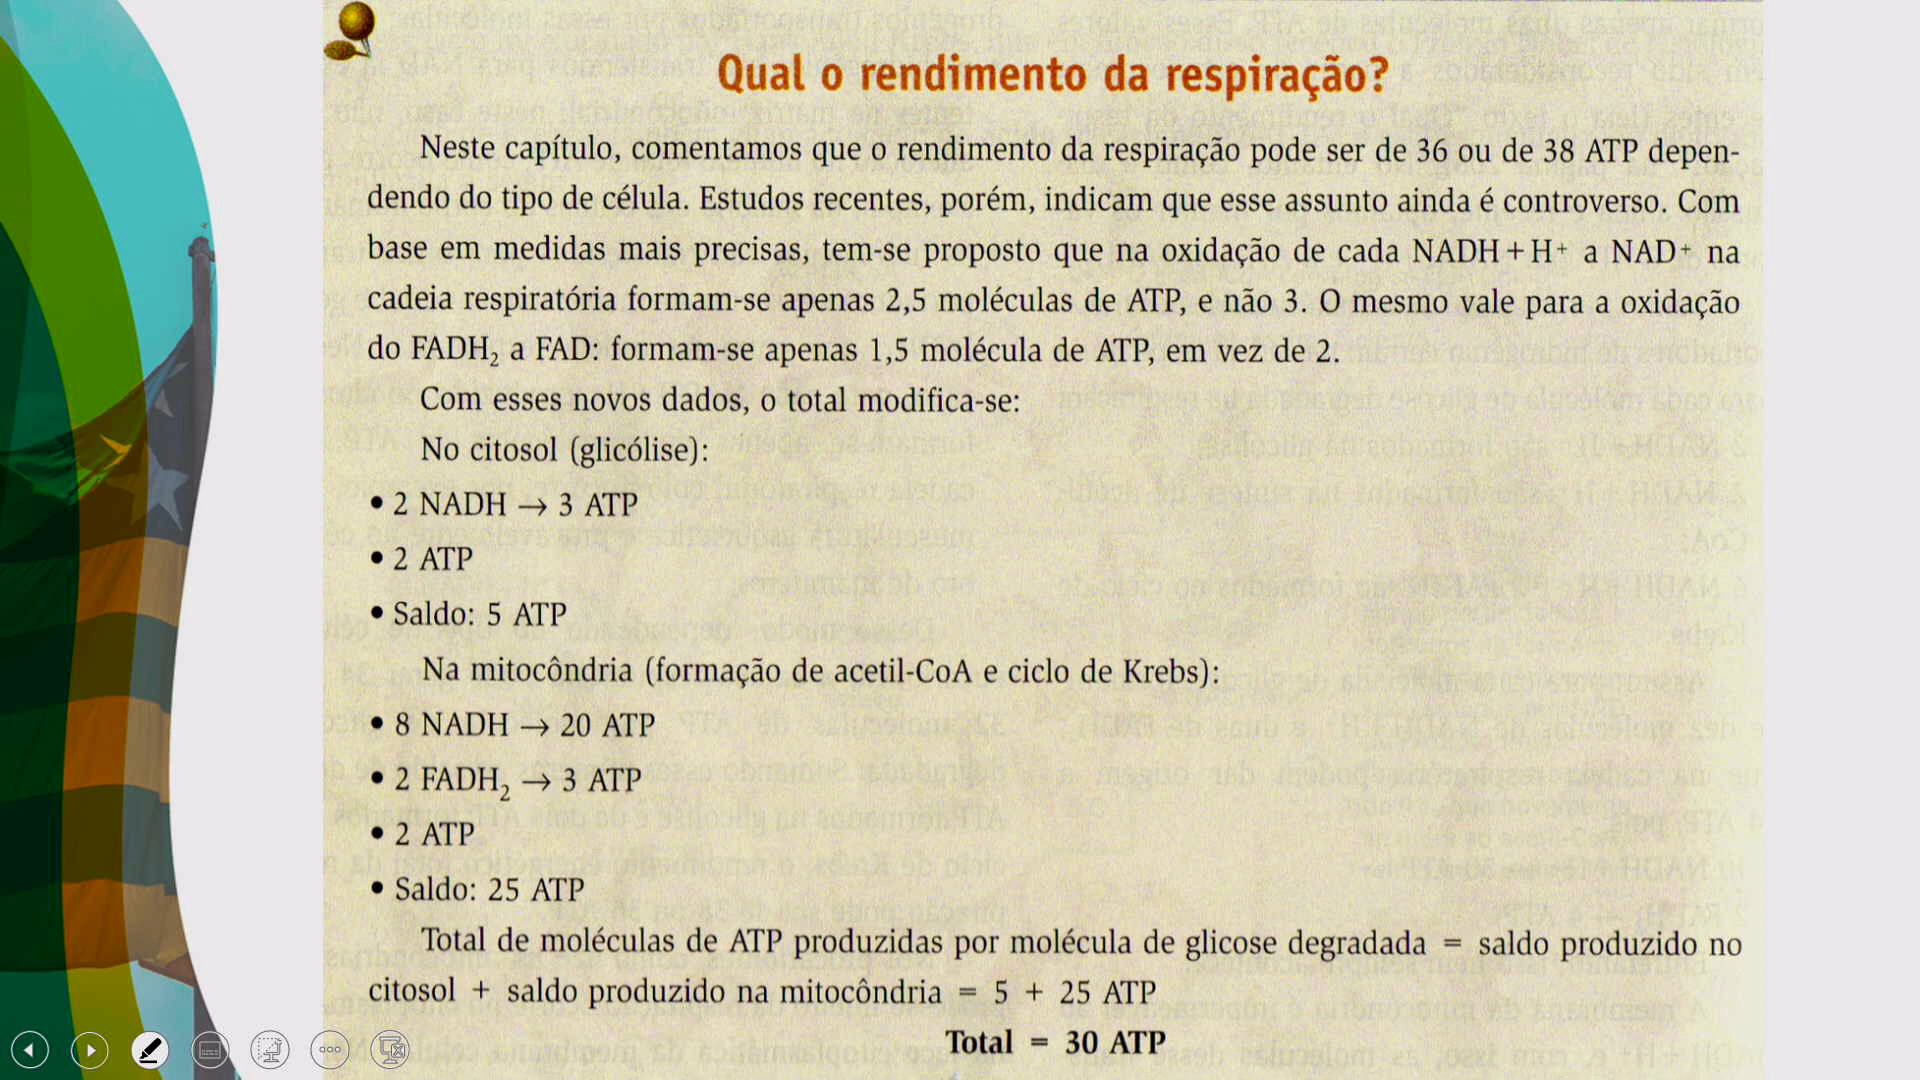 Qual o rendimento da respiração?
Neste capítulo, comentamos que o rendimento da respiração pode ser de 36 ou de 38 ATP depen-
dendo do tipo de célula. Estudos recentes, porém, indicam que esse assunto ainda é controverso. Com
base em medidas mais precisas, tem-se proposto que na oxidação de cada NADH + H⁺ a NAD⁺ na
cadeia respiratória formam-se apenas 2,5 moléculas de ATP, e não 3. O mesmo vale para a oxidação
do FADH₂ a FAD: formam-se apenas 1,5 molécula de ATP, em vez de 2.
Com esses novos dados, o total modifica-se:
No citosol (glicólise):
• 2 NADH → 3 ATP
• 2 ATP
• Saldo: 5 ATP
Na mitocôndria (formação de acetil-CoA e ciclo de Krebs):
• 8 NADH → 20 ATP
• 2 FADH₂ → 3 ATP
• 2 ATP
• Saldo: 25 ATP
Total de moléculas de ATP produzidas por molécula de glicose degradada = saldo produzido no
citosol + saldo produzido na mitocôndria = 5 + 25 ATP
Total = 30 ATP